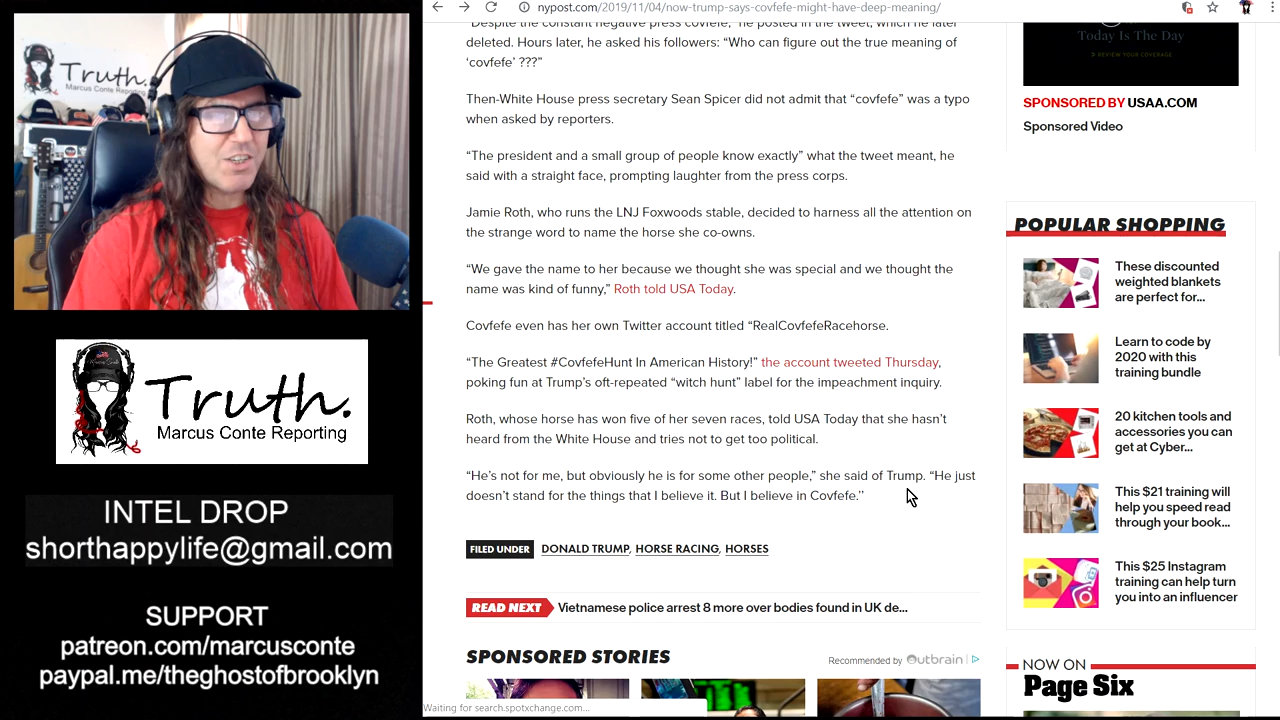 Truth.
Marcus Conte Reporting
Truth.
Marcus Conte Reporting
INTEL DROP
shorthappylife@gmail.com
SUPPORT
patreon.com/marcusconte
paypal.me/theghostofbrooklyn
nypost.com/2019/11/04/now-trump-says-covfefe-might-have-deep-meaning/
“Despite the constant negative press covfefe,” he posted in the tweet, which he later
deleted. Hours later, he asked his followers: “Who can figure out the true meaning of
‘covfefe’ ???”
Then-White House press secretary Sean Spicer did not admit that “covfefe” was a typo
when asked by reporters.
“The president and a small group of people know exactly” what the tweet meant, he
said with a straight face, prompting laughter from the press corps.
Jamie Roth, who runs the LNJ Foxwoods stable, decided to harness all the attention on
the strange word to name the horse she co-owns.
“We gave the name to her because we thought she was special and we thought the
name was kind of funny,” Roth told USA Today.
Covfefe even has her own Twitter account titled “RealCovfefeRacehorse.
“The Greatest #CovfefeHunt In American History!” the account tweeted Thursday,
poking fun at Trump’s oft-repeated “witch hunt” label for the impeachment inquiry.
Roth, whose horse has won five of her seven races, told USA Today that she hasn’t
heard from the White House and tries not to get too political.
“He’s not for me, but obviously he is for some other people,” she said of Trump. “He just
doesn’t stand for the things that I believe it. But I believe in Covfefe.’’
FILED UNDER DONALD TRUMP, HORSE RACING, HORSES
READ NEXT Vietnamese police arrest 8 more over bodies found in UK de...
SPONSORED STORIES
Recommended by Outbrain
Waiting for search.spotxchange.com...
Today Is The Day
> REVIEW YOUR COVERAGE
SPONSORED BY USAA.COM
Sponsored Video
POPULAR SHOPPING
These discounted
weighted blankets
are perfect for...
Learn to code by
2020 with this
training bundle
20 kitchen tools and
accessories you can
get at Cyber...
This $21 training will
help you speed read
through your book...
This $25 Instagram
training can help turn
you into an influencer
NOW ON
Page Six